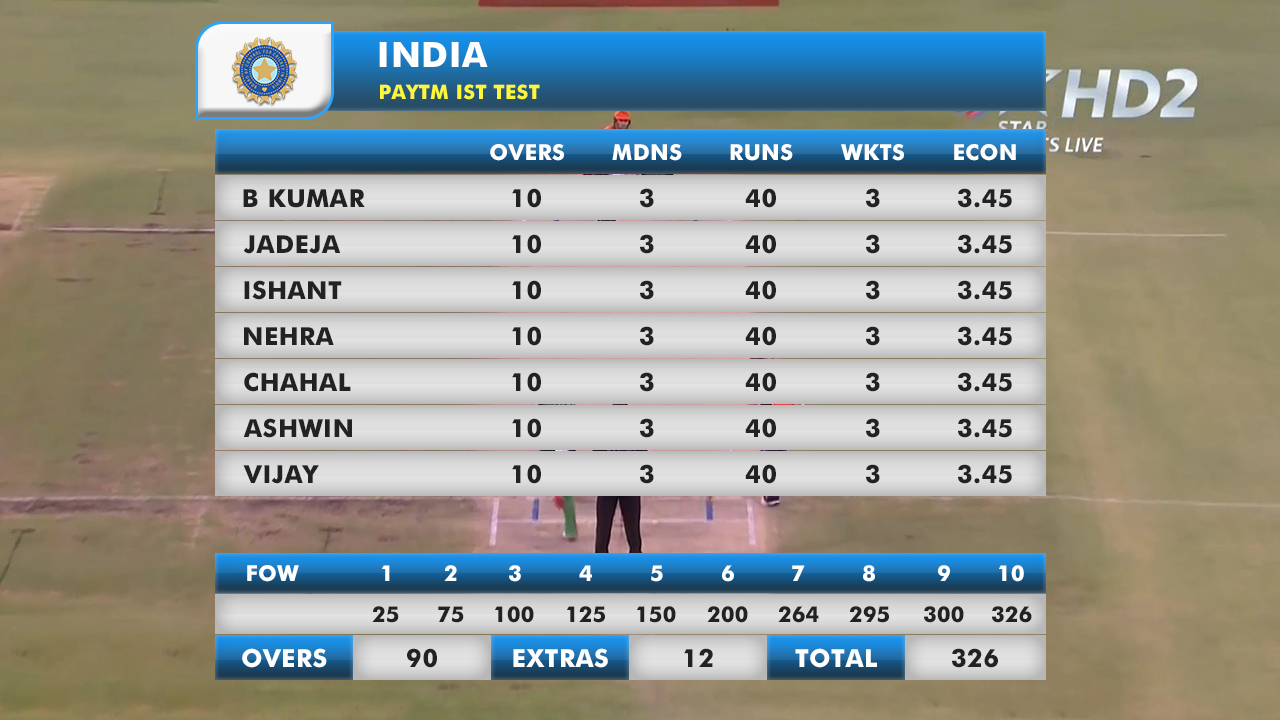 INDIA
PAYTM IST TEST
HD2
STAR
TS LIVE
OVERS MDNS RUNS WKTS ECON
B KUMAR 10 3 40 3 3.45
JADEJA 10 3 40 3 3.45
ISHANT 10 3 40 3 3.45
NEHRA 10 3 40 3 3.45
CHAHAL 10 3 40 3 3.45
ASHWIN 10 3 40 3 3.45
VIJAY 10 3 40 3 3.45
FOW 1 2 3 4 5 6 7 8 9 10
25 75 100 125 150 200 264 295 300 326
OVERS 90 EXTRAS 12 TOTAL 326